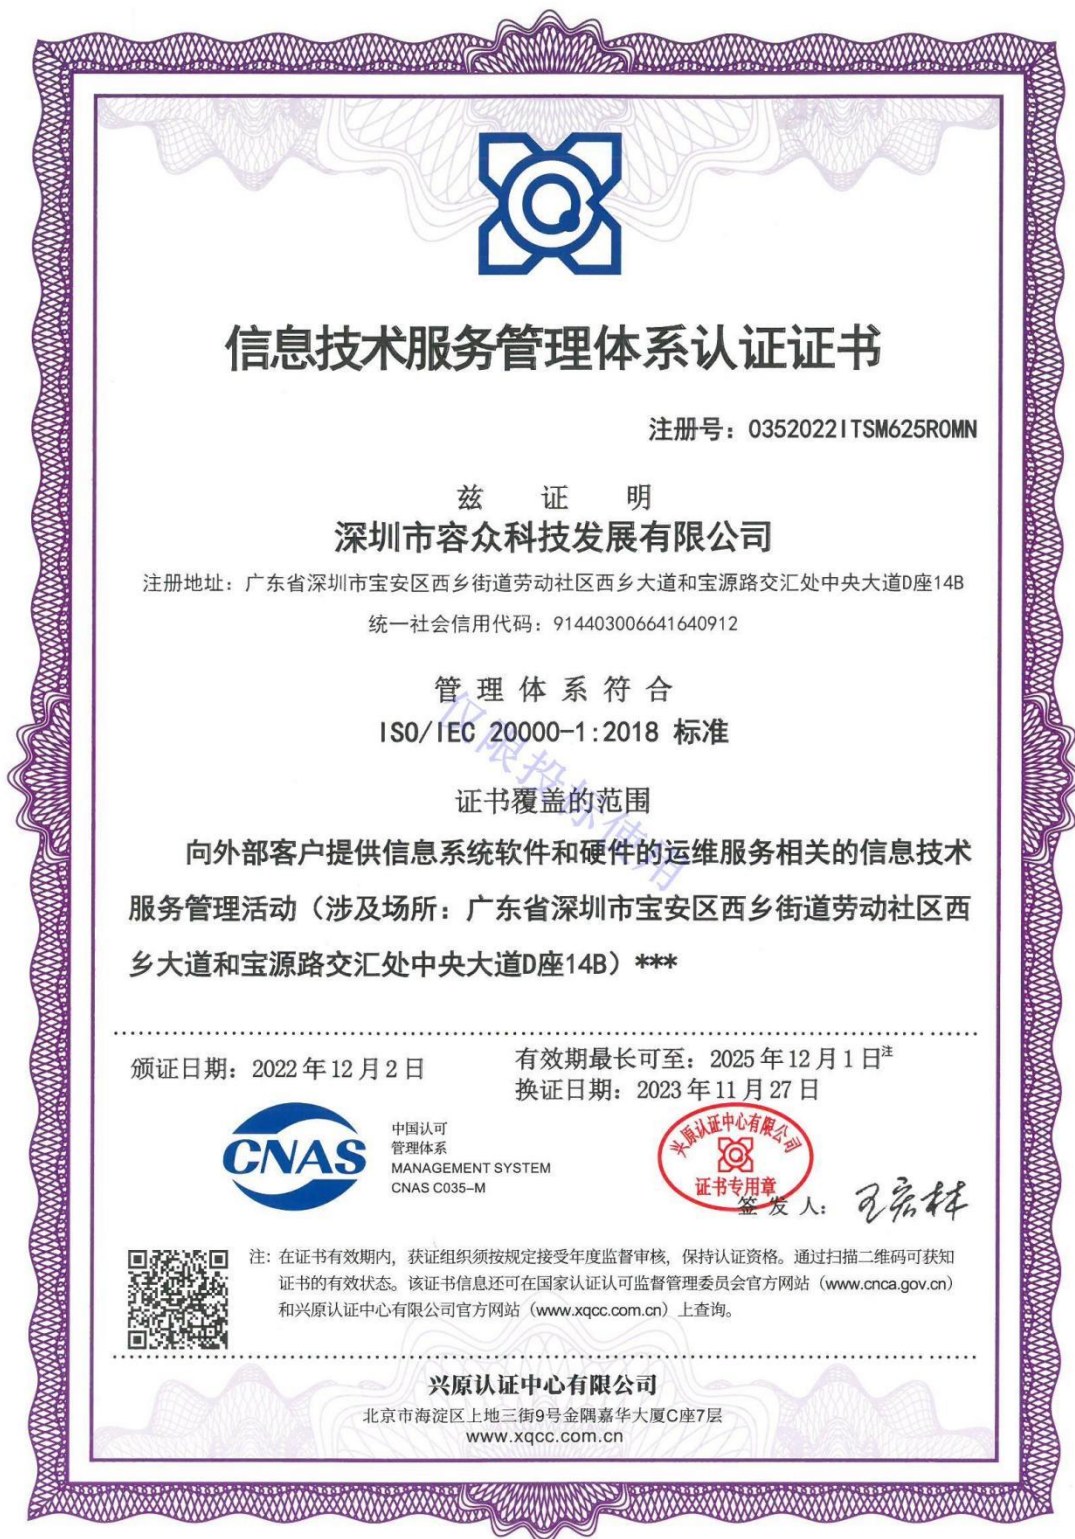 信息技术服务管理体系认证证书
注册号：0352022ITSM625R0MN
兹 证 明
深圳市容众科技发展有限公司
注册地址：广东省深圳市宝安区西乡街道劳动社区西乡大道和宝源路交汇处中央大道D座14B
统一社会信用代码：914403006641640912
管理体系符合
ISO/IEC 20000-1:2018 标准
仅限投标使用
证书覆盖的范围
向外部客户提供信息系统软件和硬件的运维服务相关的信息技术
服务管理活动（涉及场所：广东省深圳市宝安区西乡街道劳动社区西
乡大道和宝源路交汇处中央大道D座14B）***
颁证日期：2022年12月2日
有效期最长可至：2025年12月1日注
换证日期：2023年11月27日
CNAS
中国认可
管理体系
MANAGEMENT SYSTEM
CNAS C035-M
兴原认证中心有限公司
证书专用章
签发人：王宏林
注：在证书有效期内，获证组织须按规定接受年度监督审核，保持认证资格。通过扫描二维码可获知
证书的有效状态。该证书信息还可在国家认证认可监督管理委员会官方网站（www.cnca.gov.cn）
和兴原认证中心有限公司官方网站（www.xqcc.com.cn）上查询。
兴原认证中心有限公司
北京市海淀区上地三街9号金隅嘉华大厦C座7层
www.xqcc.com.cn